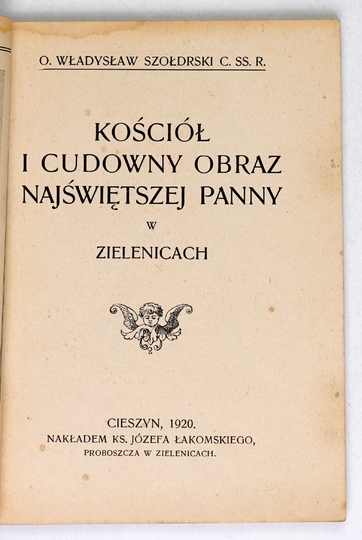 O. WŁADYSŁAW SZOŁDRSKI C. SS. R.
KOŚCIÓŁ
I CUDOWNY OBRAZ
NAJŚWIĘTSZEJ PANNY
W
ZIELENICACH
CIESZYN, 1920.
NAKŁADEM KS. JÓZEFA ŁAKOMSKIEGO,
PROBOSZCZA W ZIELENICACH.